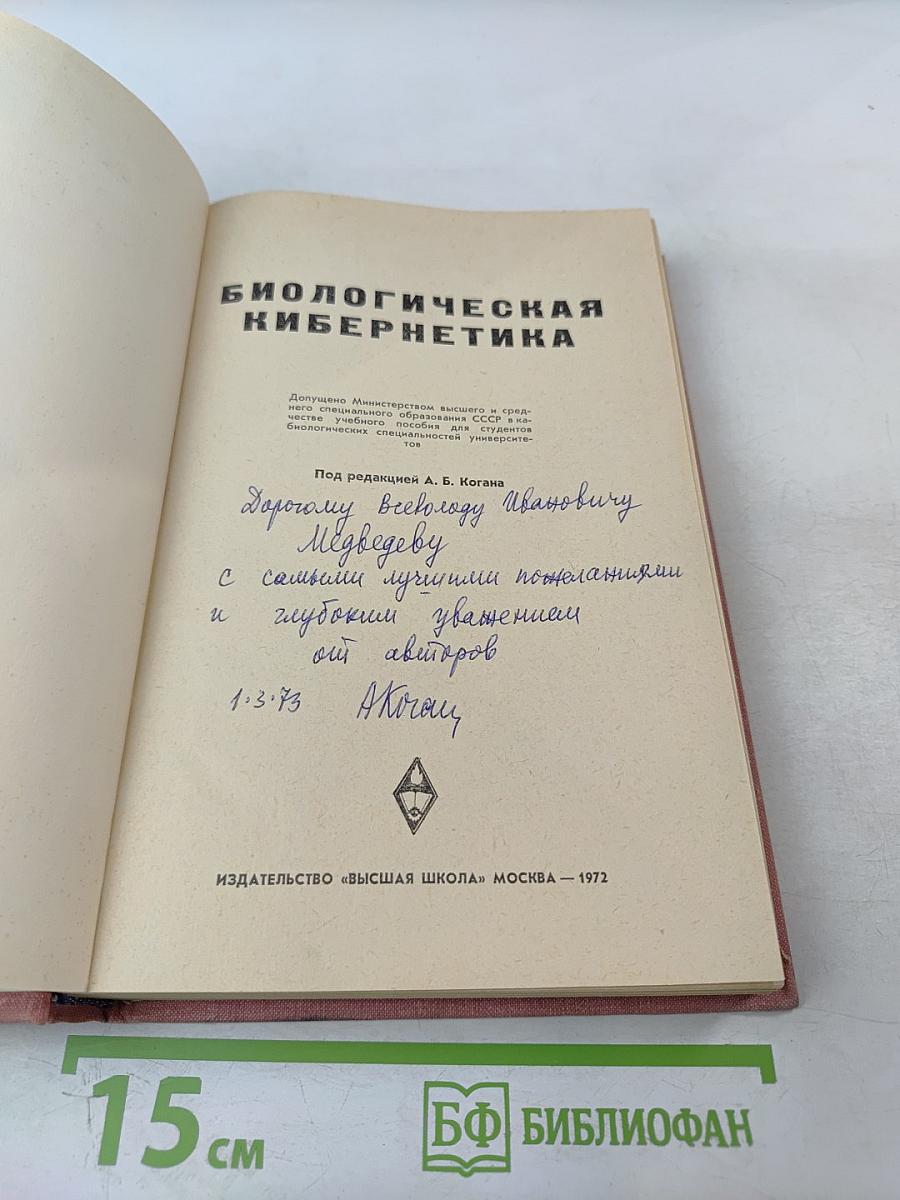 БИОЛОГИЧЕСКАЯ
КИБЕРНЕТИКА
Допущено Министерством высшего и сред-
него специального образования СССР в ка-
честве учебного пособия для студентов
биологических специальностей университе-
тов
Под редакцией А. Б. Когана
Дорогому Всеволоду Ивановичу
Медведеву
с самыми лучшими пожеланиями
и глубоким уважением
от авторов
1·3·73 АКоган
ИЗДАТЕЛЬСТВО «ВЫСШАЯ ШКОЛА» МОСКВА — 1972
15 см
БФ БИБЛИОФАН